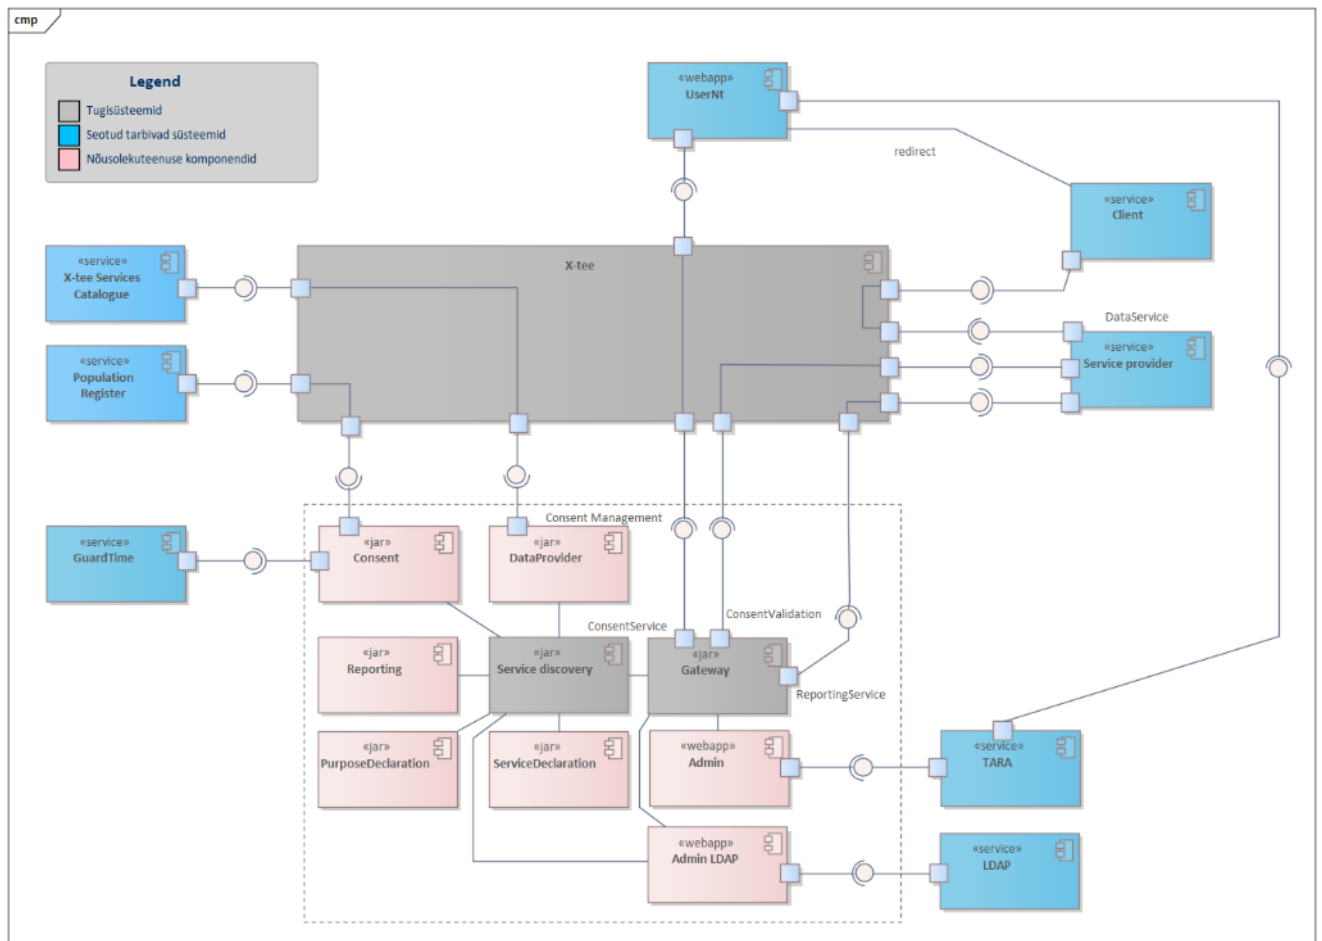 cmp
Legend
Tugisüsteemid
Seotud tarbivad süsteemid
Nõusolekuteenuse komponendid
«webapp»
UserNt
redirect
«service»
Client
«service»
X-tee Services
Catalogue
X-tee
DataService
«service»
Service provider
«service»
Population
Register
Consent Management
«service»
GuardTime
«jar»
Consent
«jar»
DataProvider
ConsentService
ConsentValidation
«jar»
Reporting
«jar»
Service discovery
«jar»
Gateway
ReportingService
«jar»
PurposeDeclaration
«jar»
ServiceDeclaration
«webapp»
Admin
«service»
TARA
«webapp»
Admin LDAP
«service»
LDAP